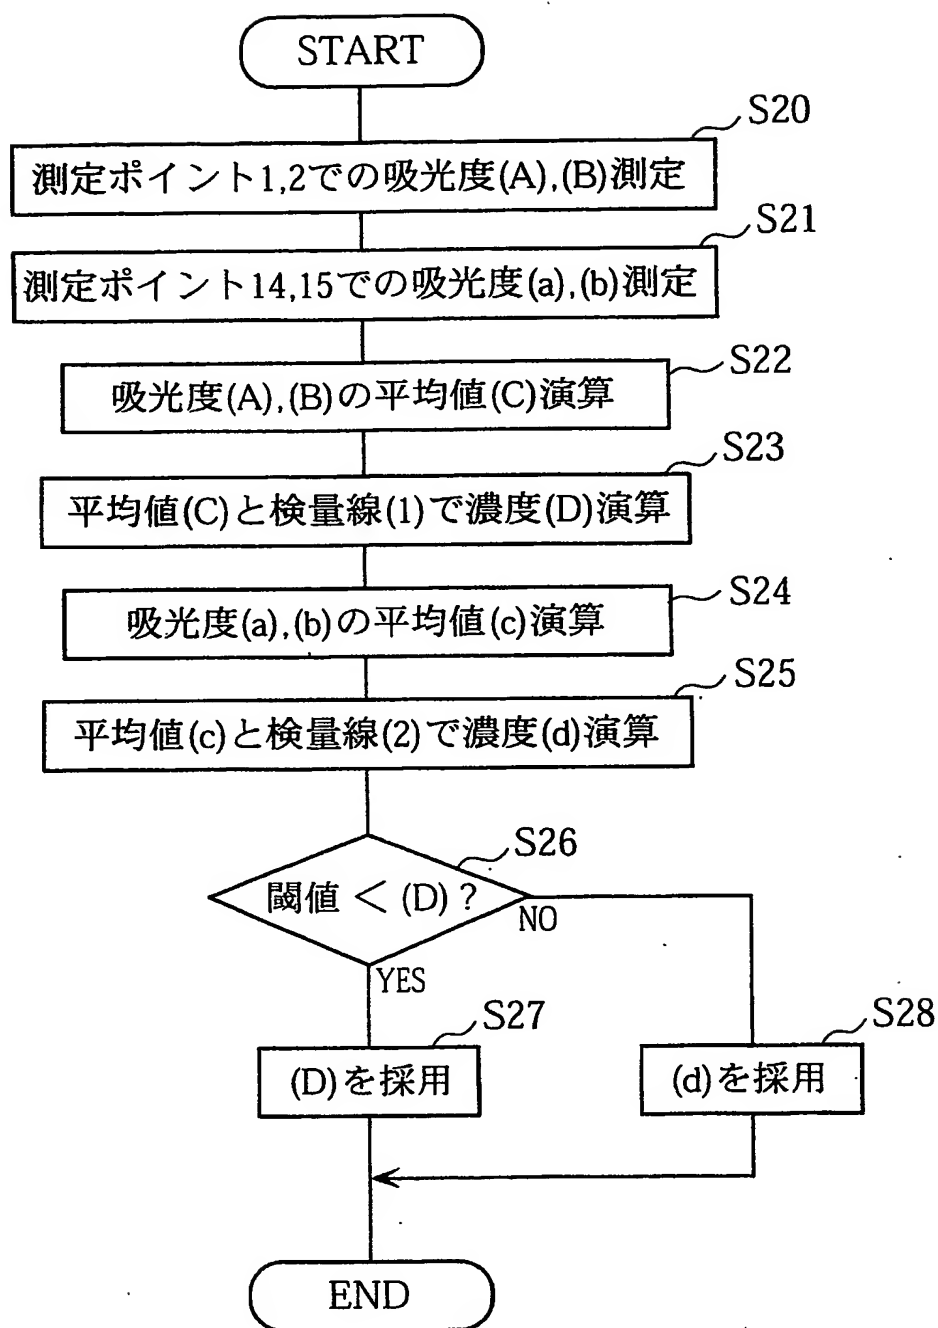 START
S20
測定ポイント1,2での吸光度(A),(B)測定
S21
測定ポイント14,15での吸光度(a),(b)測定
S22
吸光度(A),(B)の平均値(C)演算
S23
平均値(C)と検量線(1)で濃度(D)演算
S24
吸光度(a),(b)の平均値(c)演算
S25
平均値(c)と検量線(2)で濃度(d)演算
S26
閾値 < (D) ?
NO
YES
S27
(D)を採用
S28
(d)を採用
END